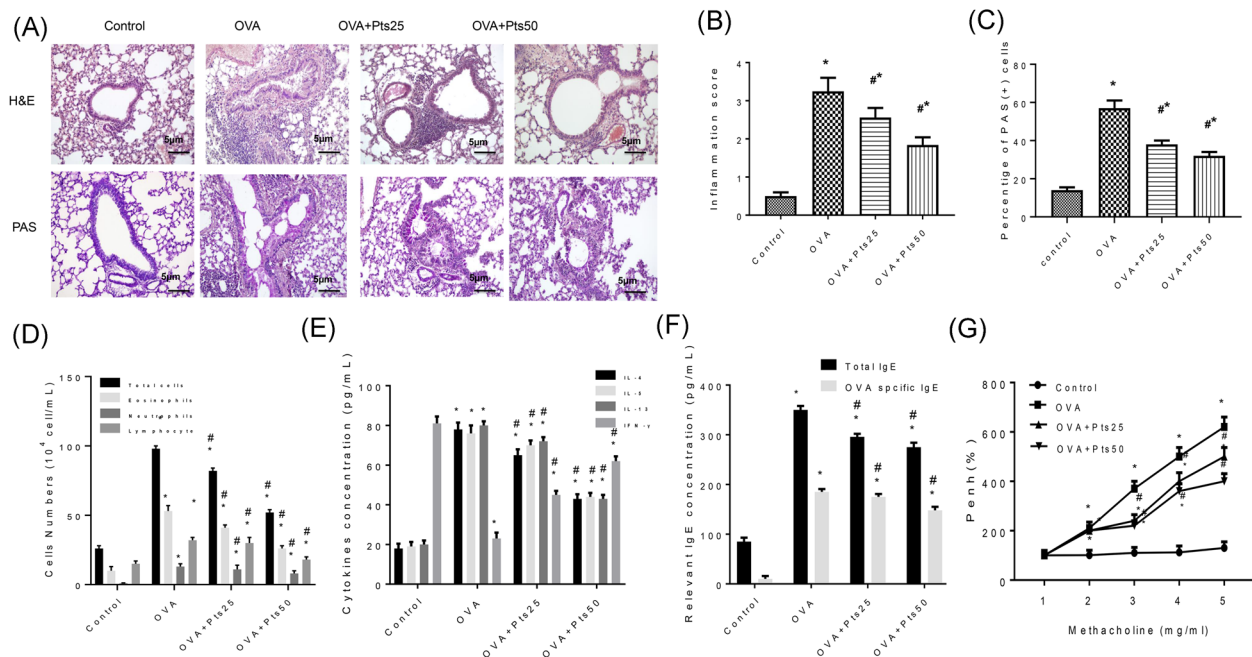 (A)
Control OVA OVA+Pts25 OVA+Pts50
H&E
5μm 5μm 5μm 5μm
PAS
5μm 5μm 5μm 5μm
(B)
Inflammation score
4
3
2
1
0
*
#*
#*
Control OVA OVA+Pts25 OVA+Pts50
(C)
Percentige of PAS(+) cells
80
60
40
20
0
*
#*
#*
control OVA OVA+Pts25 OVA+Pts50
(D)
Cells Numbers (10⁴ cell/mL)
150
100
50
0
Total cells
Eosinophils
Neutrophils
Lymphocyte
* * * *
# * # * # * # *
# * # * # * # *
Control OVA OVA+Pts25 OVA+Pts50
(E)
Cytokines concentration (pg/mL)
100
80
60
40
20
0
IL-4
IL-5
IL-13
IFN-γ
* * * *
# * # * # * # *
# * # * # * # *
Control OVA OVA+Pts25 OVA+Pts50
(F)
Relevant IgE concentration (pg/mL)
400
300
200
100
0
Total IgE
OVA spcific IgE
* *
# * # *
# * # *
Control OVA OVA+Pts25 OVA+Pts50
(G)
Penh(%)
800
600
400
200
0
Control
OVA
OVA+Pts25
OVA+Pts50
1 2 3 4 5
Methacholine (mg/ml)